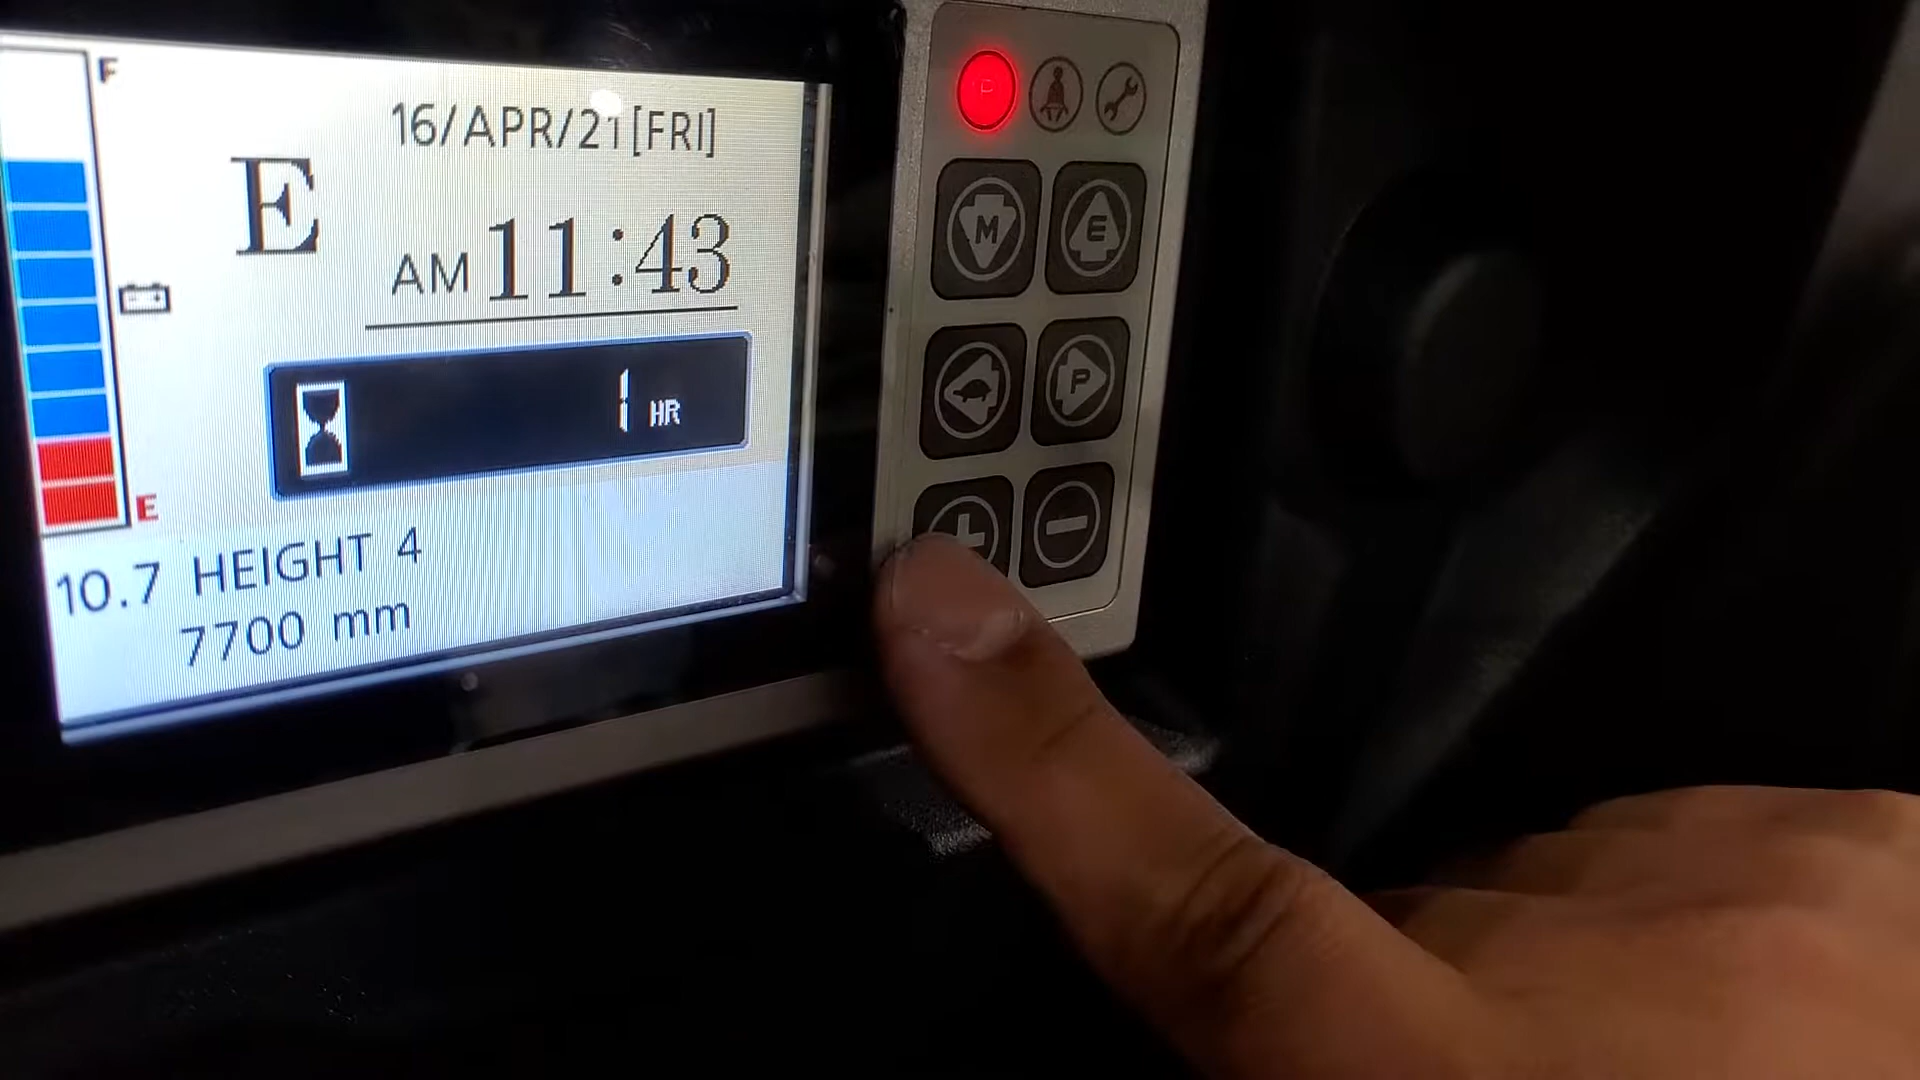 F
16/APR/21[FRI]
E
AM 11:43
1 HR
E
10.7 HEIGHT 4
7700 mm
P
M
E
P